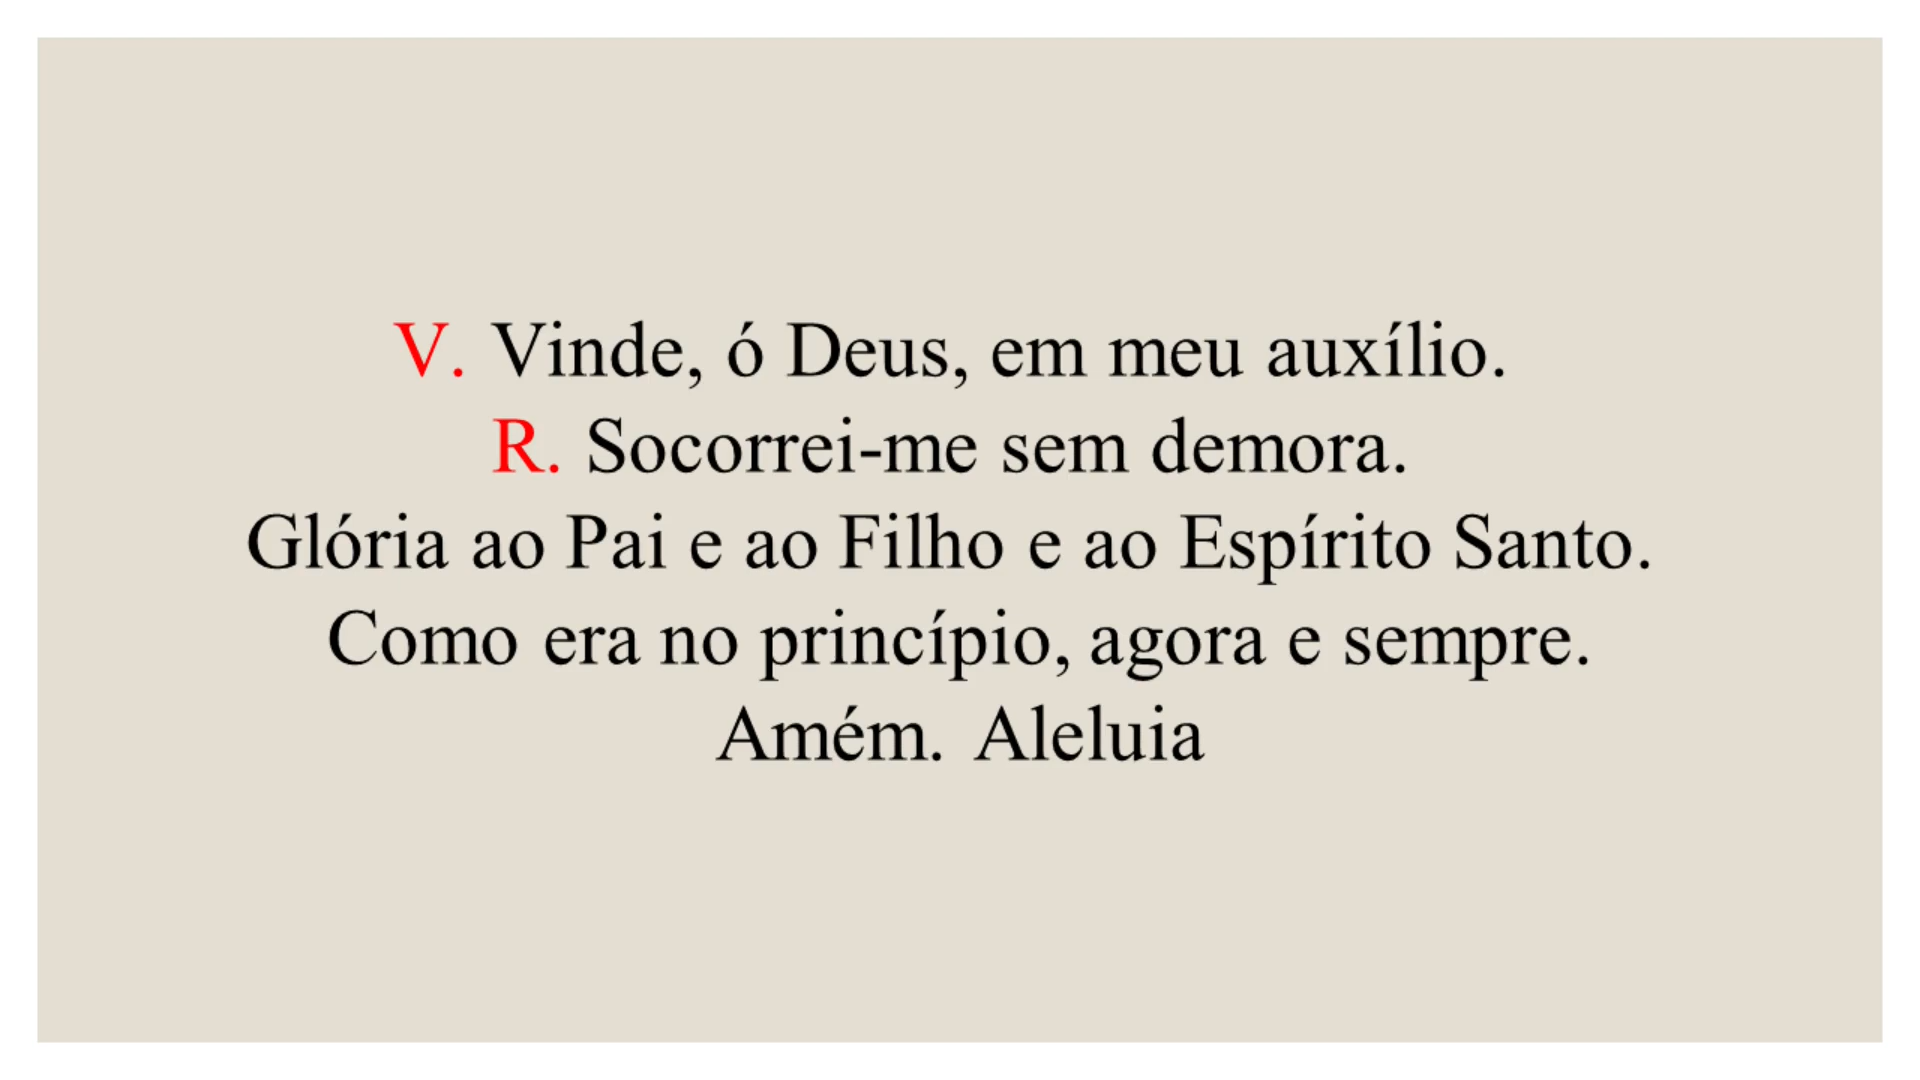 V. Vinde, ó Deus, em meu auxílio.
R. Socorrei-me sem demora.
Glória ao Pai e ao Filho e ao Espírito Santo.
Como era no princípio, agora e sempre.
Amém. Aleluia